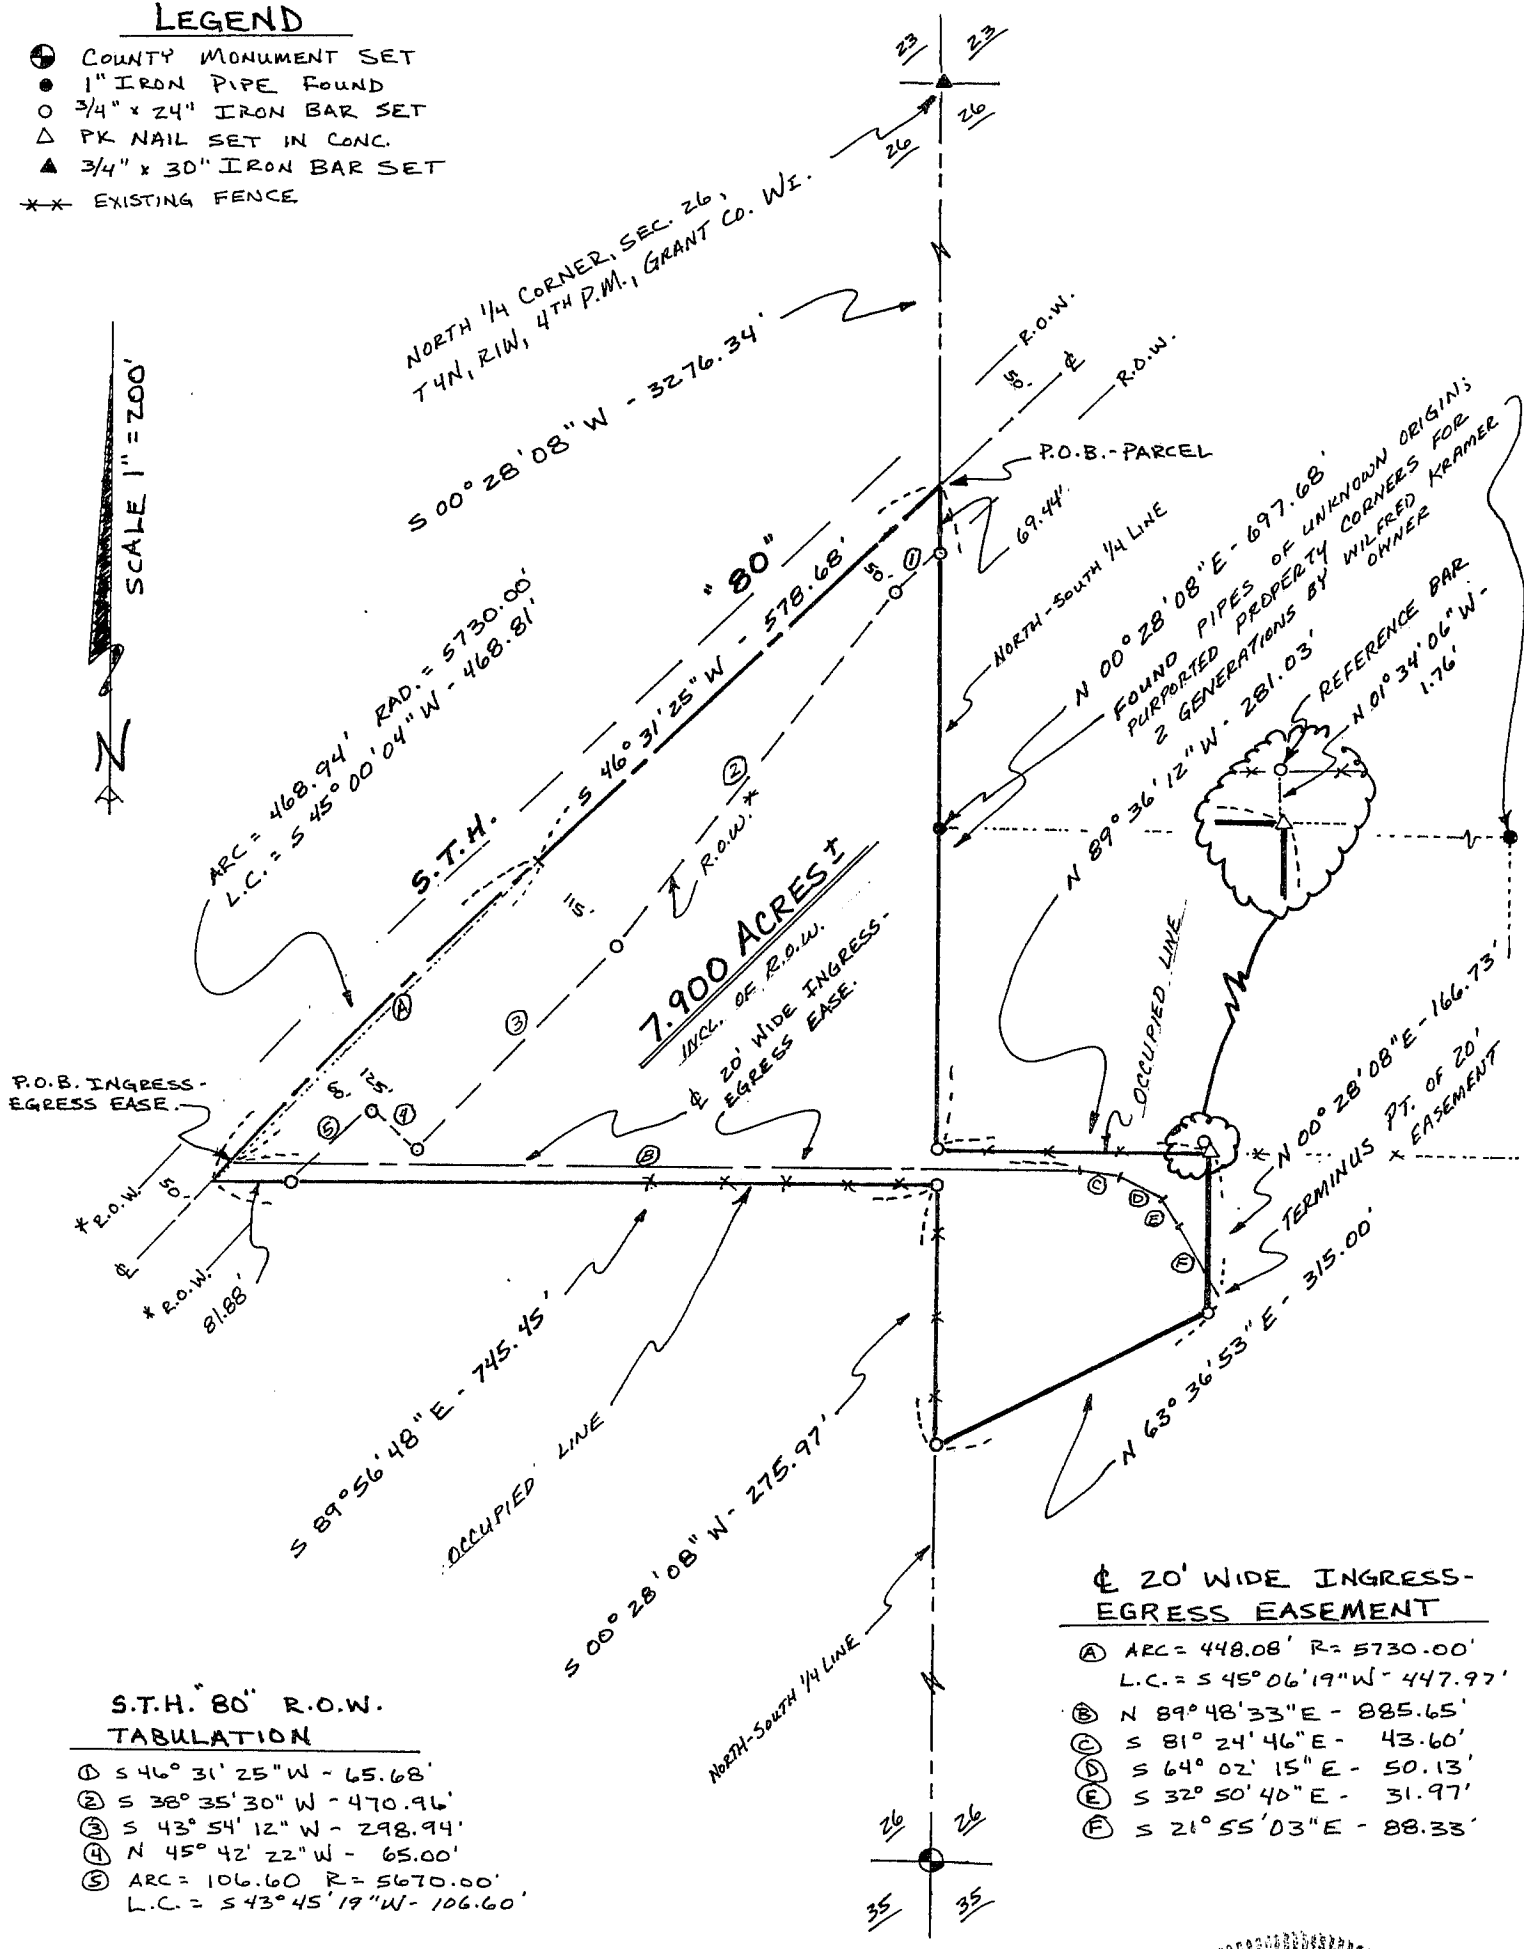 LEGEND
COUNTY MONUMENT SET
1" IRON PIPE FOUND
3/4" x 24" IRON BAR SET
PK NAIL SET IN CONC.
3/4" x 30" IRON BAR SET
EXISTING FENCE
23 23
26 26
NORTH 1/4 CORNER, SEC. 26,
T4N, R1W, 4TH P.M., GRANT CO. WI.
S 00° 28' 08" W - 3276.34'
SCALE 1" = 200'
N
R.O.W.
50'
℄
R.O.W.
P.O.B.-PARCEL
69.44'
NORTH-SOUTH 1/4 LINE
N 00° 28' 08" E - 697.68'
FOUND PIPES OF UNKNOWN ORIGIN;
PURPORTED PROPERTY CORNERS FOR
2 GENERATIONS BY WILFRED KRAMER
OWNER
N 89° 36' 12" W - 281.03'
REFERENCE BAR
N 01° 34' 06" W -
1.76'
"80"
S 46° 31' 25" W - 578.68'
50'
1
ARC = 468.94' RAD. = 5730.00'
L.C. = S 45° 00' 04" W - 468.81'
S.T.H.
2
R.O.W. *
115'
7.900 ACRES ±
INCL. OF R.O.W.
℄ 20' WIDE INGRESS-
EGRESS EASE.
A
3
OCCUPIED LINE
P.O.B. INGRESS-
EGRESS EASE.
125'
4
5
B
C
D
E
F
N 00° 28' 08" E - 166.73'
TERMINUS PT. OF 20'
EASEMENT
* R.O.W.
50'
℄
* R.O.W.
81.88'
S 89° 56' 48" E - 745.45'
OCCUPIED LINE
S 00° 28' 08" W - 275.97'
N 63° 36' 53" E - 315.00'
NORTH-SOUTH 1/4 LINE
℄ 20' WIDE INGRESS-
EGRESS EASEMENT
A ARC = 448.08' R = 5730.00'
L.C. = S 45° 06' 19" W - 447.97'
B N 89° 48' 33" E - 885.65'
C S 81° 24' 46" E - 43.60'
D S 64° 02' 15" E - 50.13'
E S 32° 50' 40" E - 31.97'
F S 21° 55' 03" E - 88.33'
S.T.H. "80" R.O.W.
TABULATION
1 S 46° 31' 25" W - 65.68'
2 S 38° 35' 30" W - 470.96'
3 S 43° 54' 12" W - 298.94'
4 N 45° 42' 22" W - 65.00'
5 ARC = 106.60 R = 5670.00'
L.C. = S 43° 45' 19" W - 106.60'
26 26
35 35